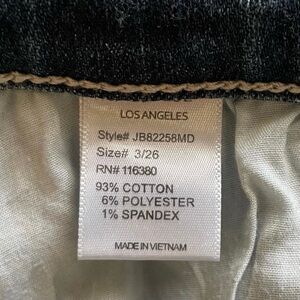 LOS ANGELES
Style# JB82258MD
Size# 3/26
RN# 116380
93% COTTON
6% POLYESTER
1% SPANDEX
MADE IN VIETNAM